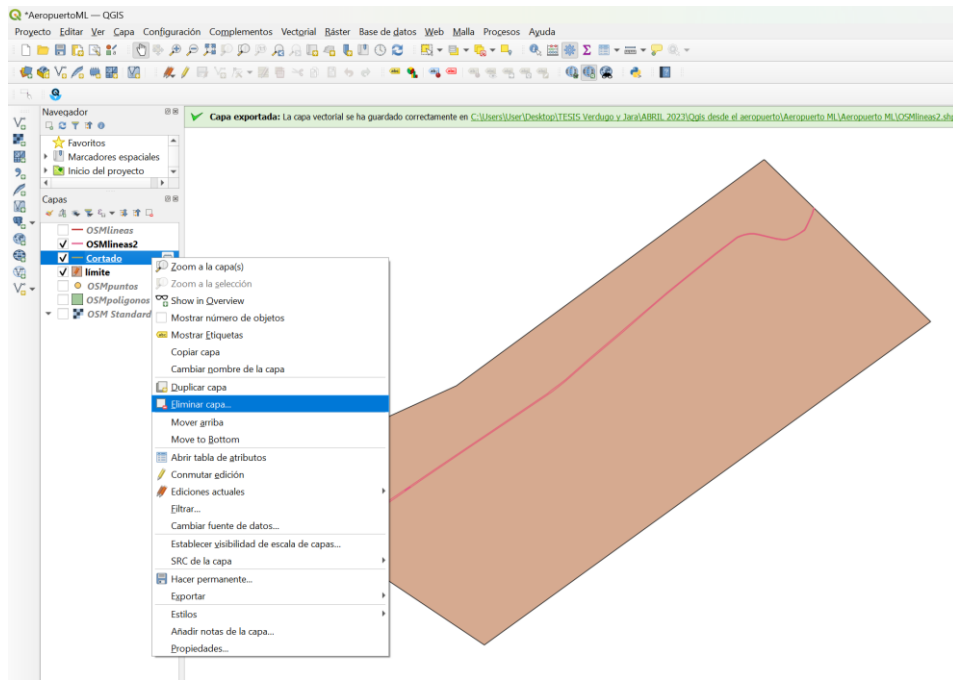 *AeropuertoML — QGIS
Proyecto Editar Ver Capa Configuración Complementos Vectorial Ráster Base de datos Web Malla Procesos Ayuda
Navegador
Favoritos
Marcadores espaciales
Inicio del proyecto
Capas
OSMlineas
OSMlineas2
Cortado
límite
OSMpuntos
OSMpoligonos
OSM Standard
Capa exportada: La capa vectorial se ha guardado correctamente en C:\Users\User\Desktop\TESIS Verdugo y Jara\ABRIL 2023\Qgis desde el aeropuerto\Aeropuerto ML\Aeropuerto ML\OSMlineas2.shp
Zoom a la capa(s)
Zoom a la selección
Show in Overview
Mostrar número de objetos
Mostrar Etiquetas
Copiar capa
Cambiar nombre de la capa
Duplicar capa
Eliminar capa...
Mover arriba
Move to Bottom
Abrir tabla de atributos
Conmutar edición
Ediciones actuales
Filtrar...
Cambiar fuente de datos...
Establecer visibilidad de escala de capas...
SRC de la capa
Hacer permanente...
Exportar
Estilos
Añadir notas de la capa...
Propiedades...